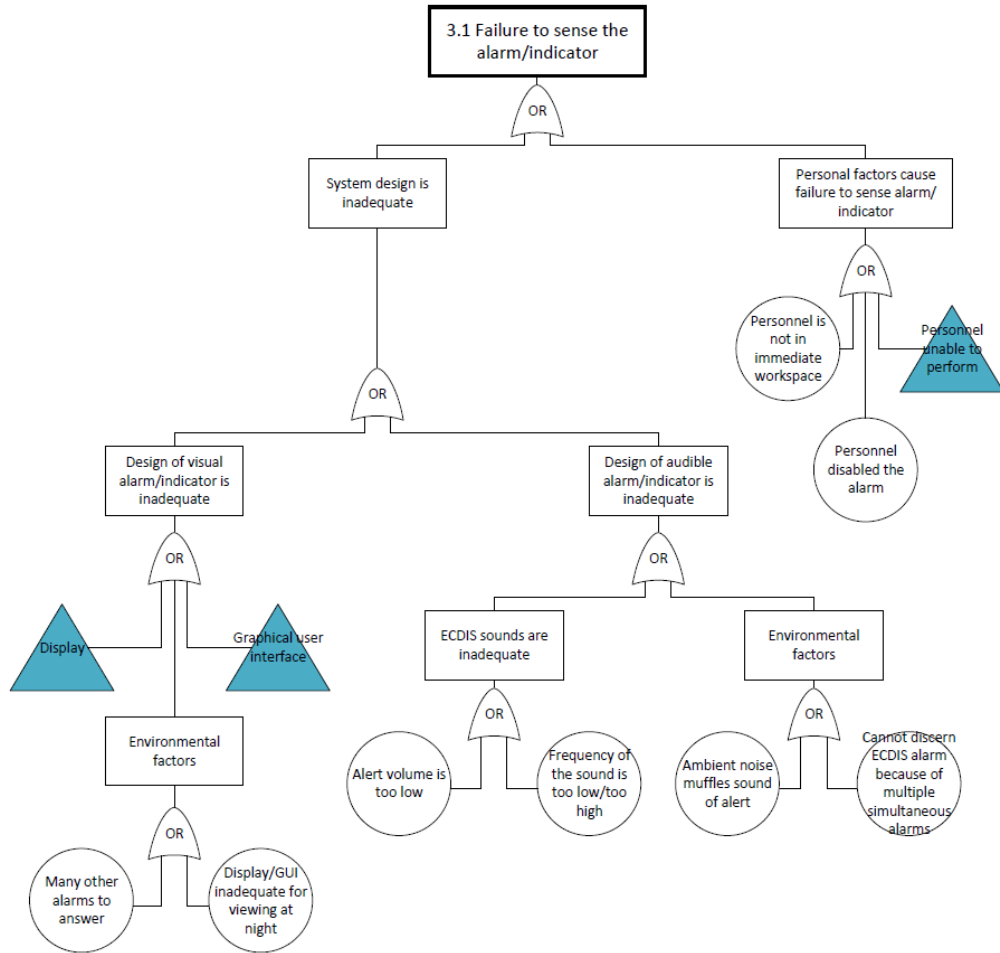 3.1 Failure to sense the
alarm/indicator
OR
System design is
inadequate
Personal factors cause
failure to sense alarm/
indicator
OR
Personnel is
not in
immediate
workspace
Personnel
unable to
perform
Personnel
disabled the
alarm
OR
Design of visual
alarm/indicator is
inadequate
Design of audible
alarm/indicator is
inadequate
OR
OR
Display
Graphical user
interface
ECDIS sounds are
inadequate
Environmental
factors
Environmental
factors
OR
OR
Alert volume is
too low
Frequency of
the sound is
too low/too
high
Ambient noise
muffles sound
of alert
Cannot discern
ECDIS alarm
because of
multiple
simultaneous
alarms
OR
Many other
alarms to
answer
Display/GUI
inadequate for
viewing at
night